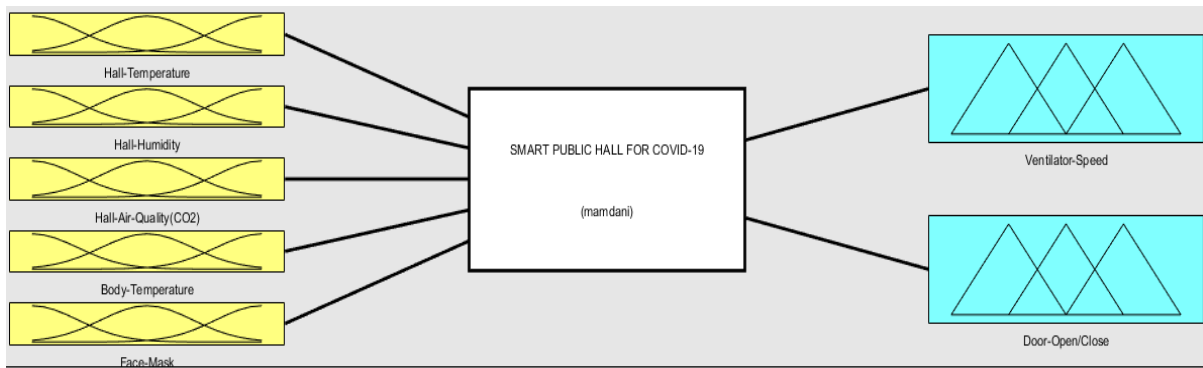 Hall-Temperature
Hall-Humidity
Hall-Air-Quality(CO2)
Body-Temperature
Face-Mask
SMART PUBLIC HALL FOR COVID-19
(mamdani)
Ventilator-Speed
Door-Open/Close